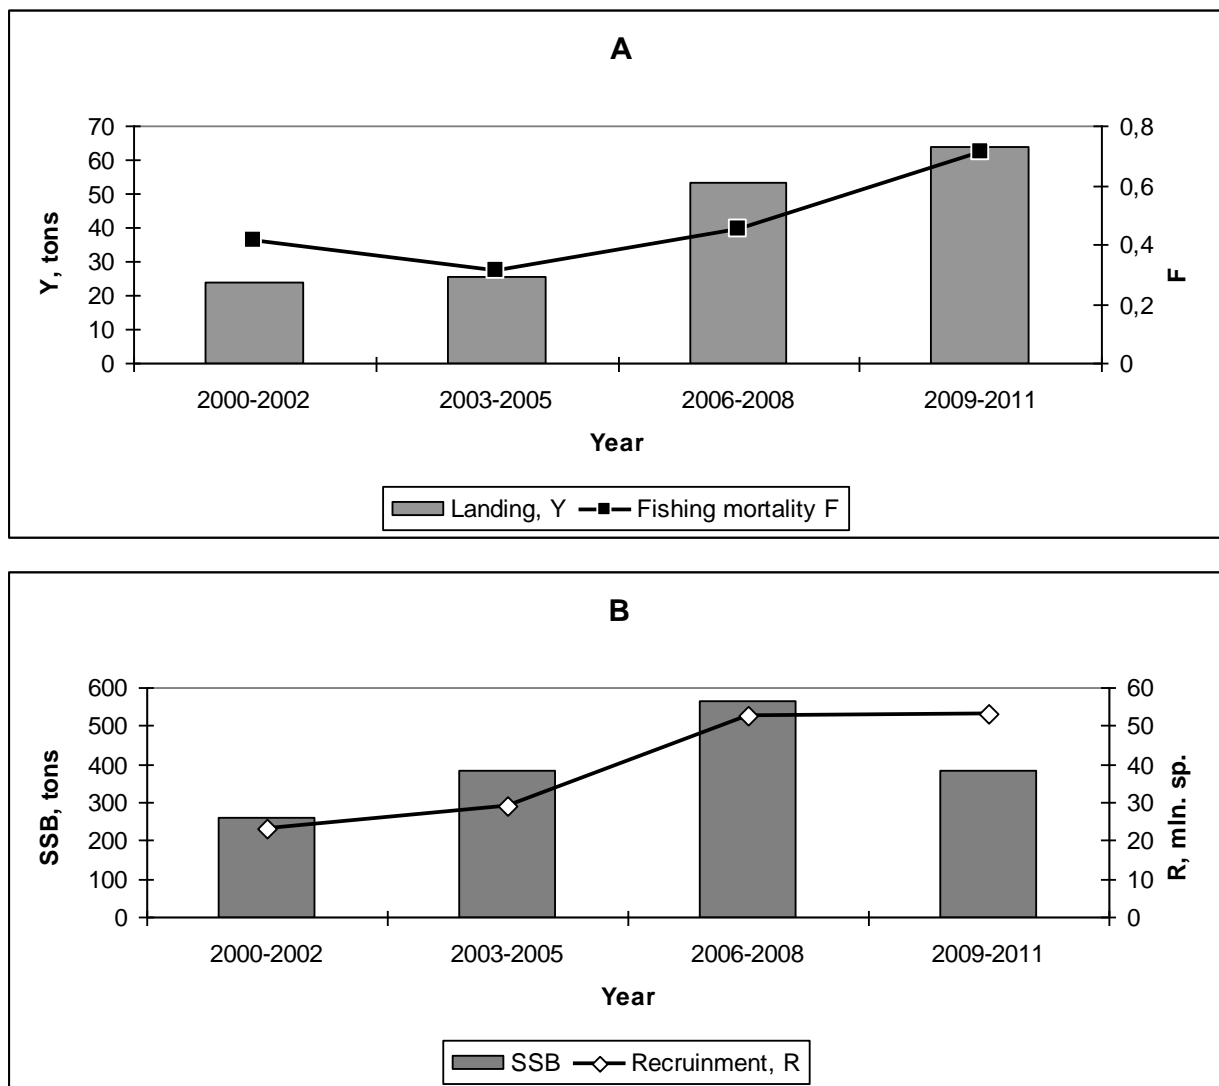 A
70
60
50
40
30
20
10
0
Y, tons
0,8
0,6
0,4
0,2
0
F
2000-2002 2003-2005 2006-2008 2009-2011
Year
Landing, Y Fishing mortality F
B
600
500
400
300
200
100
0
SSB, tons
60
50
40
30
20
10
0
R, mln. sp.
2000-2002 2003-2005 2006-2008 2009-2011
Year
SSB Recruinment, R